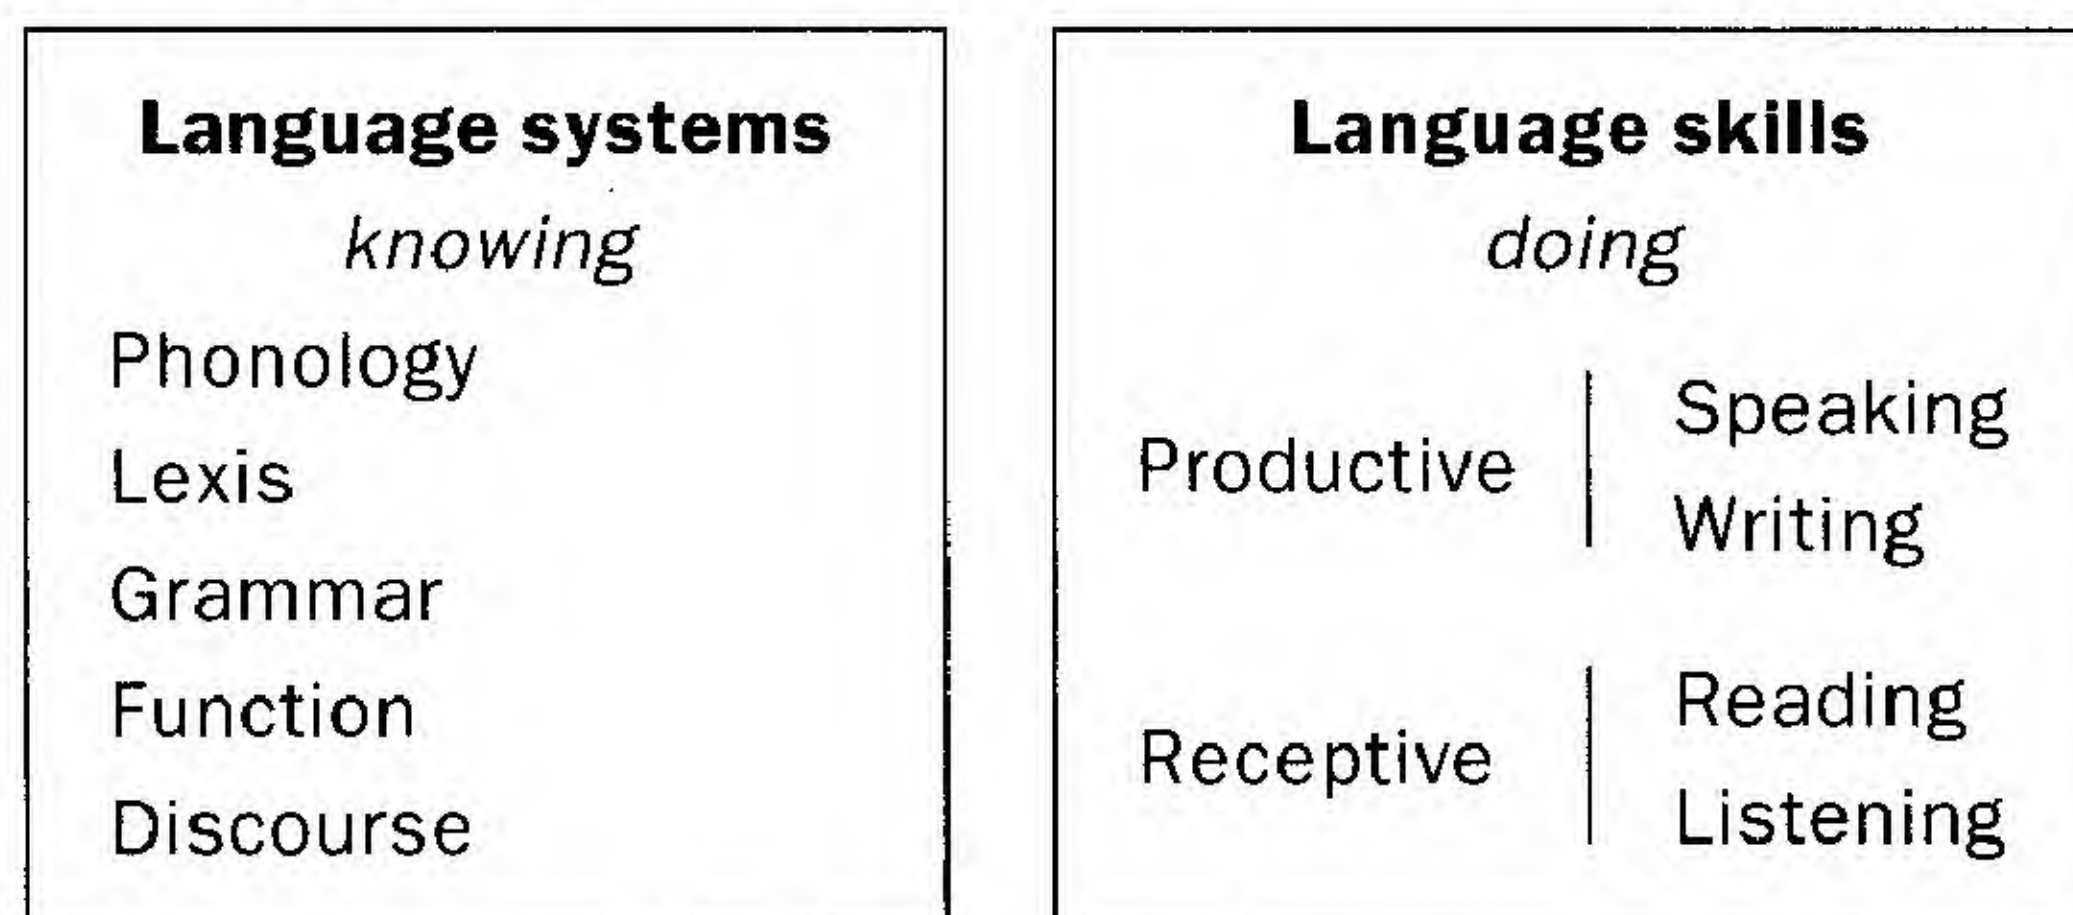 Language systems
knowing
Phonology
Lexis
Grammar
Function
Discourse
Language skills
doing
Productive
Speaking
Writing
Receptive
Reading
Listening